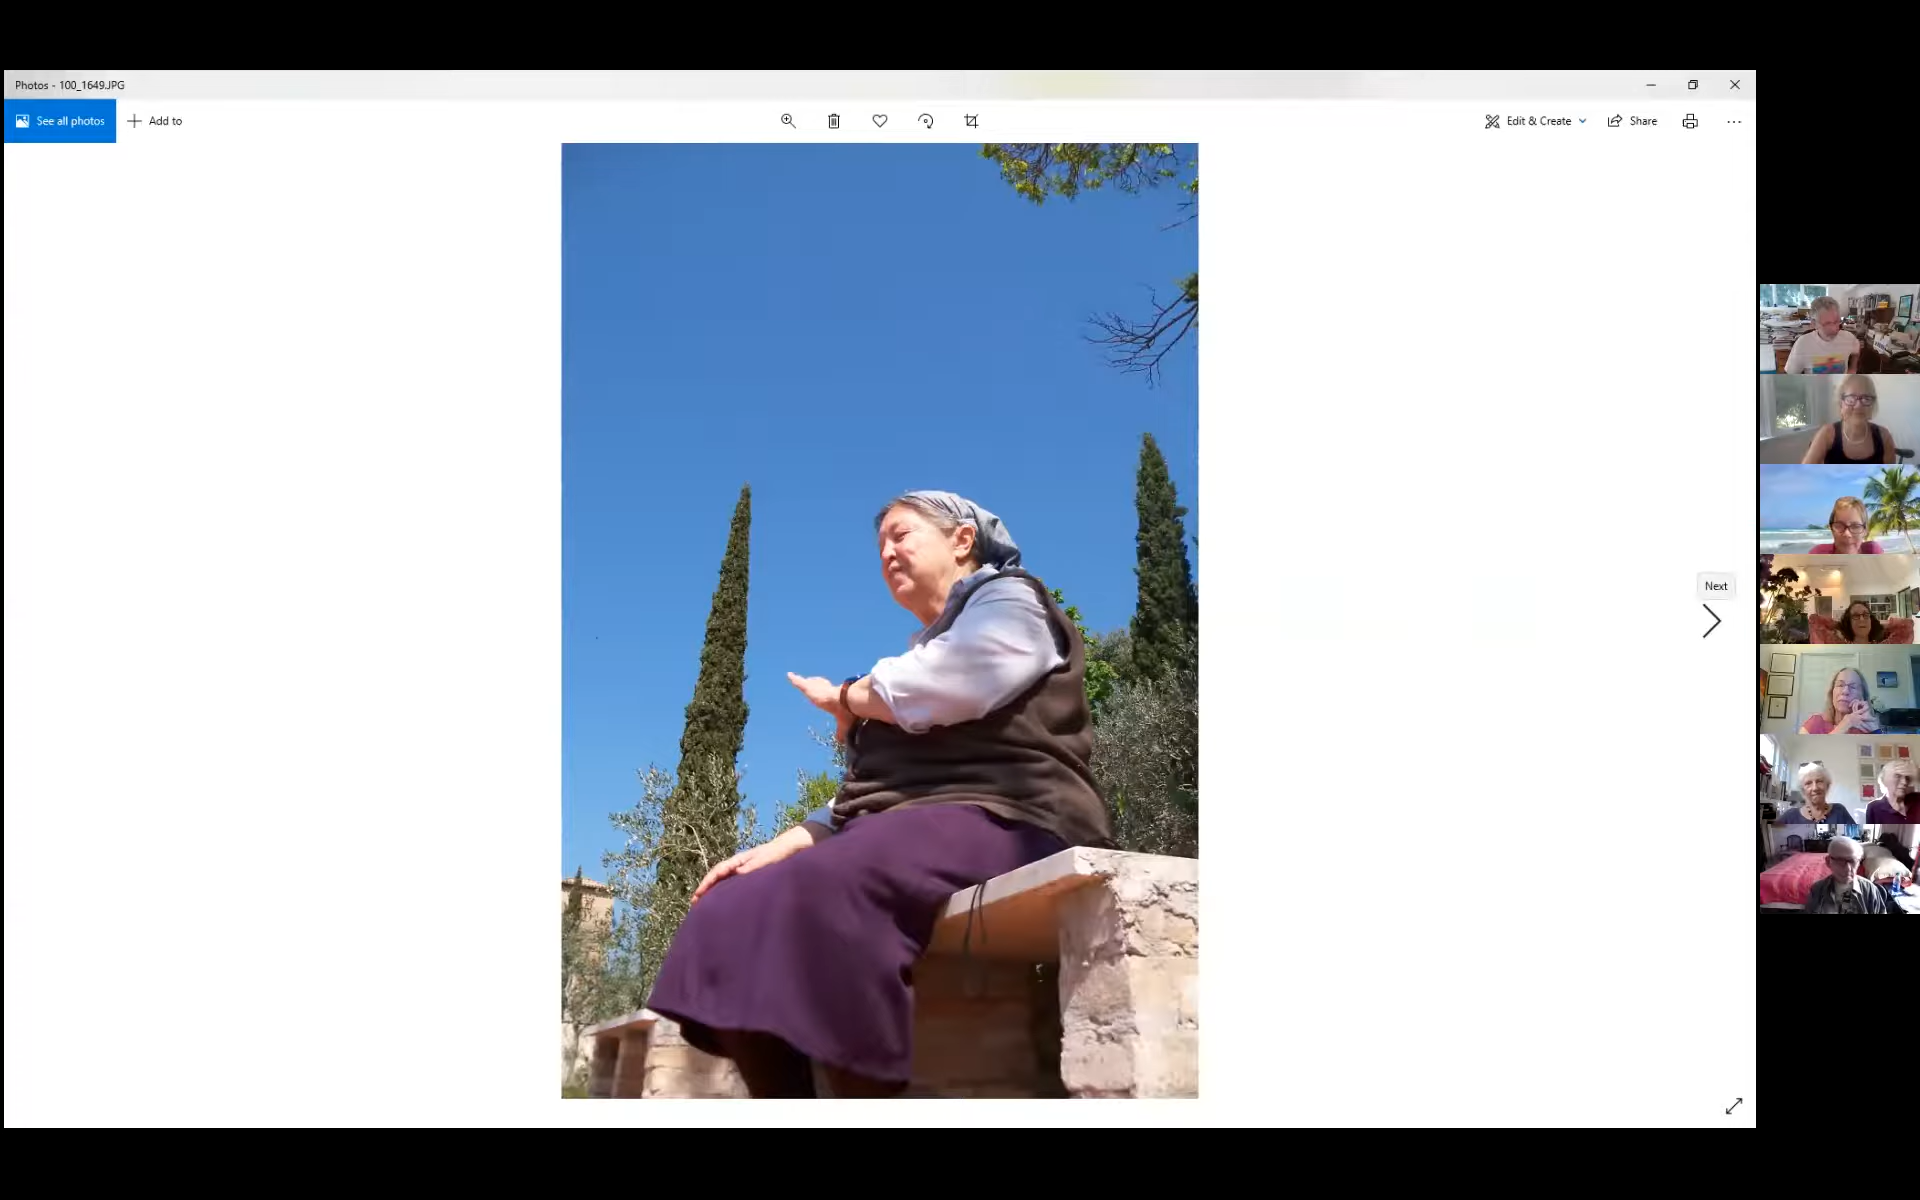 Photos - 100_1649.JPG
See all photos
Add to
Edit & Create
Share
Next